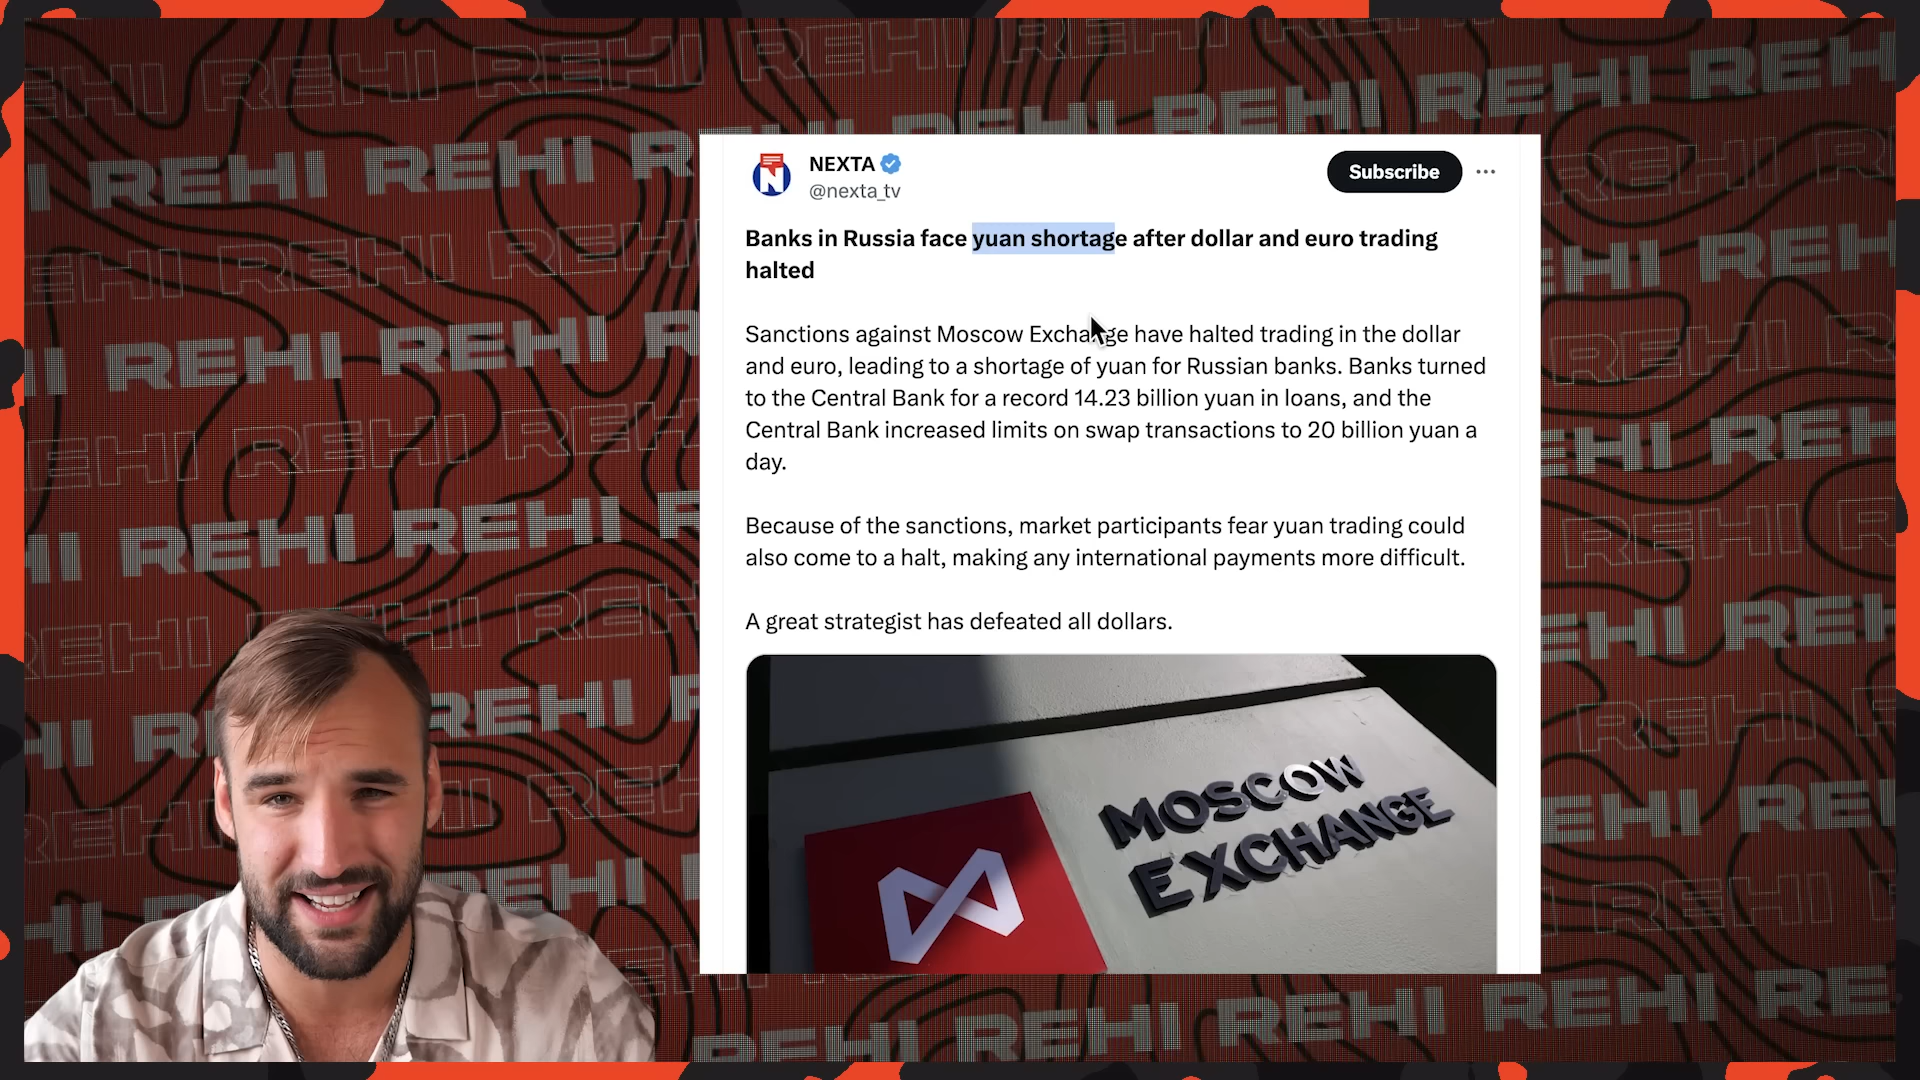 REHI REHI REHI REHI REHI REHI
NEXTA
@nexta_tv
Subscribe
Banks in Russia face yuan shortage after dollar and euro trading
halted
Sanctions against Moscow Exchange have halted trading in the dollar
and euro, leading to a shortage of yuan for Russian banks. Banks turned
to the Central Bank for a record 14.23 billion yuan in loans, and the
Central Bank increased limits on swap transactions to 20 billion yuan a
day.
Because of the sanctions, market participants fear yuan trading could
also come to a halt, making any international payments more difficult.
A great strategist has defeated all dollars.
MOSCOW
EXCHANGE